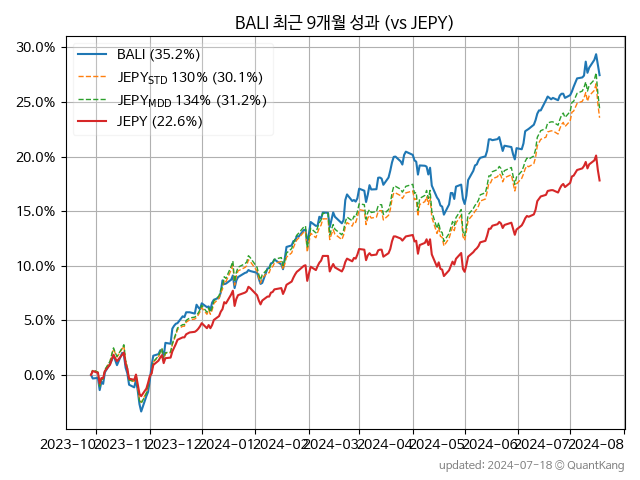 BALI 최근 9개월 성과 (vs JEPY)
30.0%
25.0%
20.0%
15.0%
10.0%
5.0%
0.0%
BALI (35.2%)
JEPYSTD 130% (30.1%)
JEPYMDD 134% (31.2%)
JEPY (22.6%)
2023-10 2023-11 2023-12 2024-01 2024-02 2024-03 2024-04 2024-05 2024-06 2024-07 2024-08
updated: 2024-07-18 © QuantKang